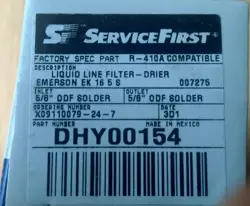 SF SERVICEFIRST
FACTORY SPEC PART R-410A COMPATIBLE
DESCRIPTION
LIQUID LINE FILTER-DRIER
EMERSON EK 16 5 S 007275
INLET OUTLET
5/8" ODF SOLDER 5/8" ODF SOLDER
ORDERING NUMBER DATE
X09110079-24-7 3D1
PART NUMBER MADE IN MEXICO
DHY00154